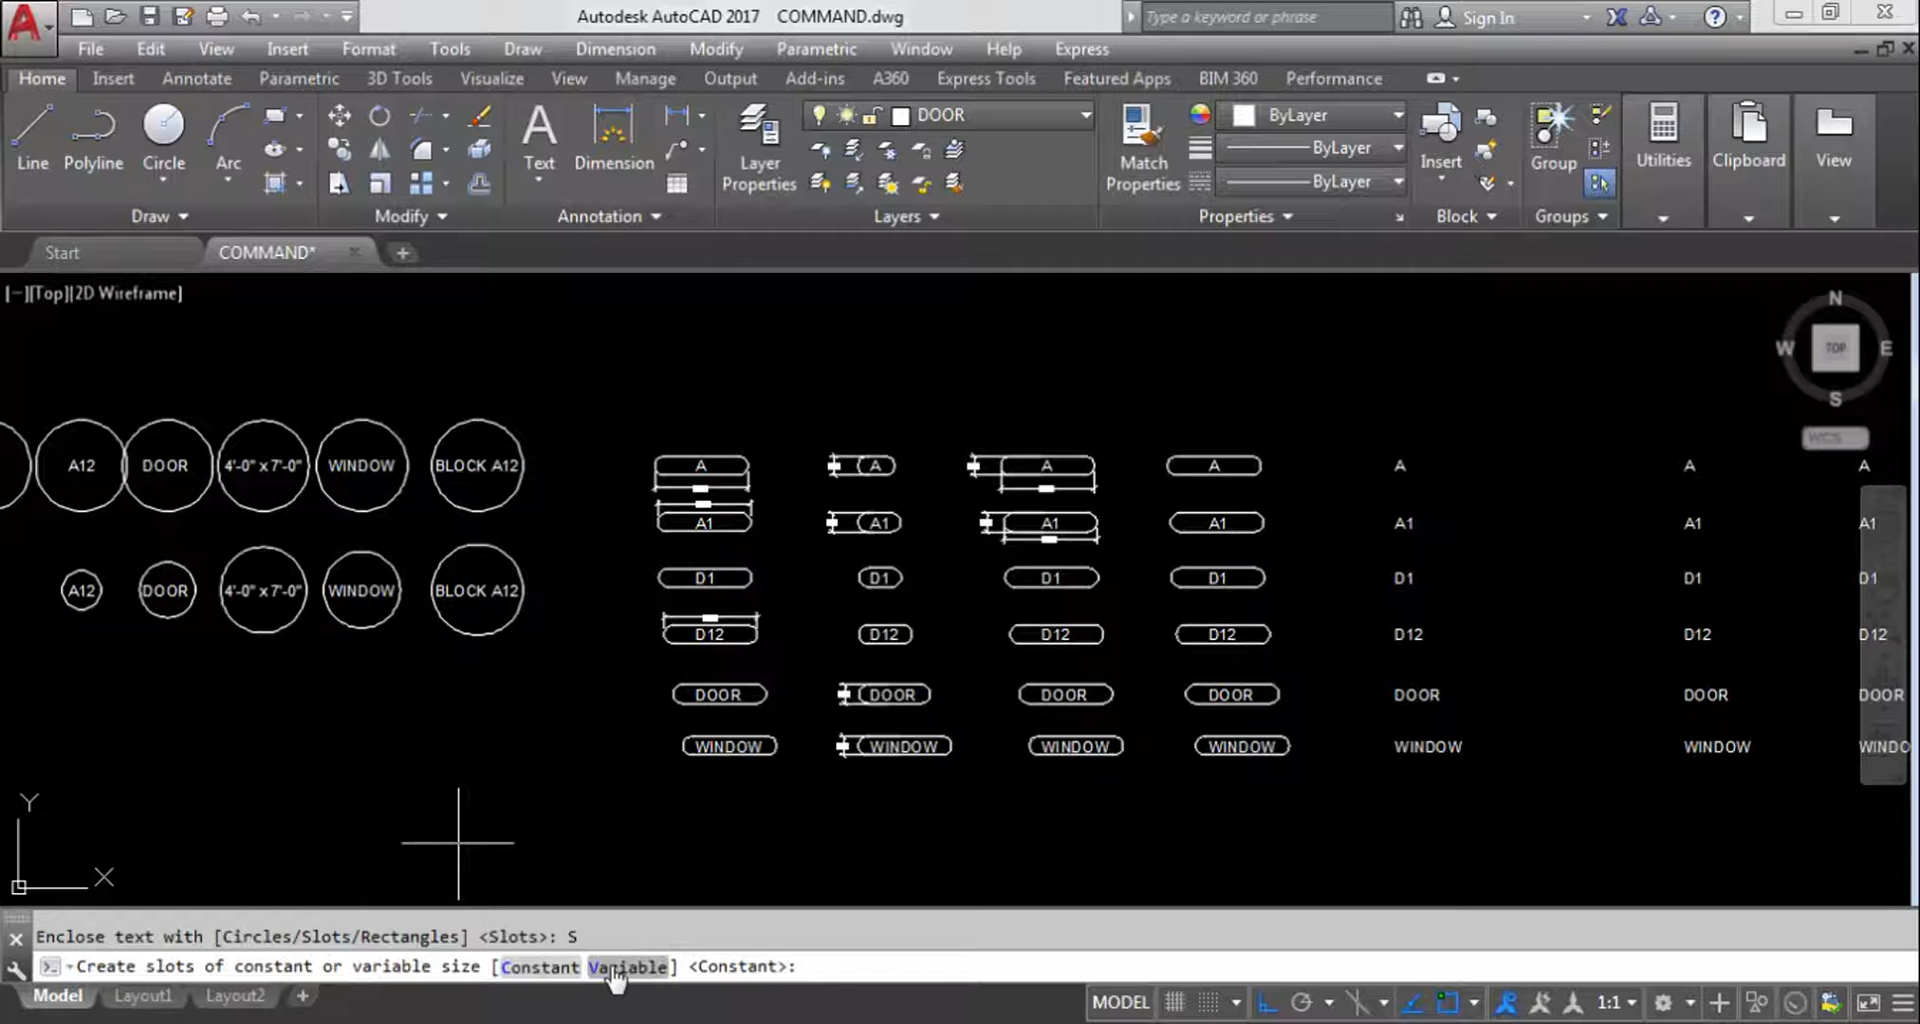 Autodesk AutoCAD 2017 COMMAND.dwg
Type a keyword or phrase
Sign In
File Edit View Insert Format Tools Draw Dimension Modify Parametric Window Help Express
Home Insert Annotate Parametric 3D Tools Visualize View Manage Output Add-ins A360 Express Tools Featured Apps BIM 360 Performance
DOOR
ByLayer
ByLayer
ByLayer
Line Polyline Circle Arc
Text Dimension
Layer Properties
Match Properties
Insert
Group
Utilities
Clipboard
View
Draw Modify Annotation Layers Properties Block Groups
Start COMMAND*
[−][Top][2D Wireframe]
N
W TOP E
S
WCS
A12 DOOR 4'-0" x 7'-0" WINDOW BLOCK A12 A A A A A A A
A1 A1 A1 A1 A1 A1 A1
A12 DOOR 4'-0" x 7'-0" WINDOW BLOCK A12 D1 D1 D1 D1 D1 D1 D1
D12 D12 D12 D12 D12 D12 D12
DOOR DOOR DOOR DOOR DOOR DOOR DOOR
WINDOW WINDOW WINDOW WINDOW WINDOW WINDOW WINDO
Y
X
Enclose text with [Circles/Slots/Rectangles] <Slots>: S
Create slots of constant or variable size [Constant Variable] <Constant>:
Model Layout1 Layout2
MODEL 1:1